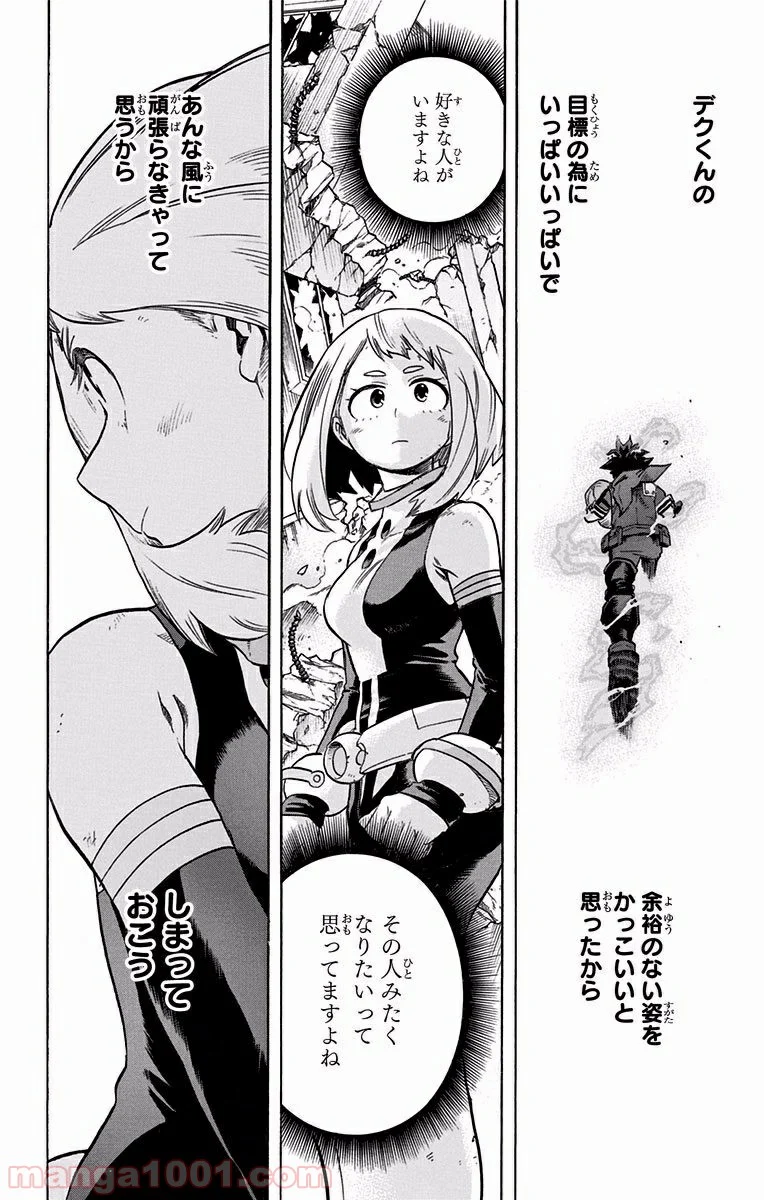 デクくんの
目標の為に
いっぱいいっぱいで
余裕のない姿を
かっこいいと
思ったから
好きな人が
いますよね
その人みたく
なりたいって
思ってますよね
あんな風に
頑張らなきゃって
思うから
しまって
おこう
manga1001.com